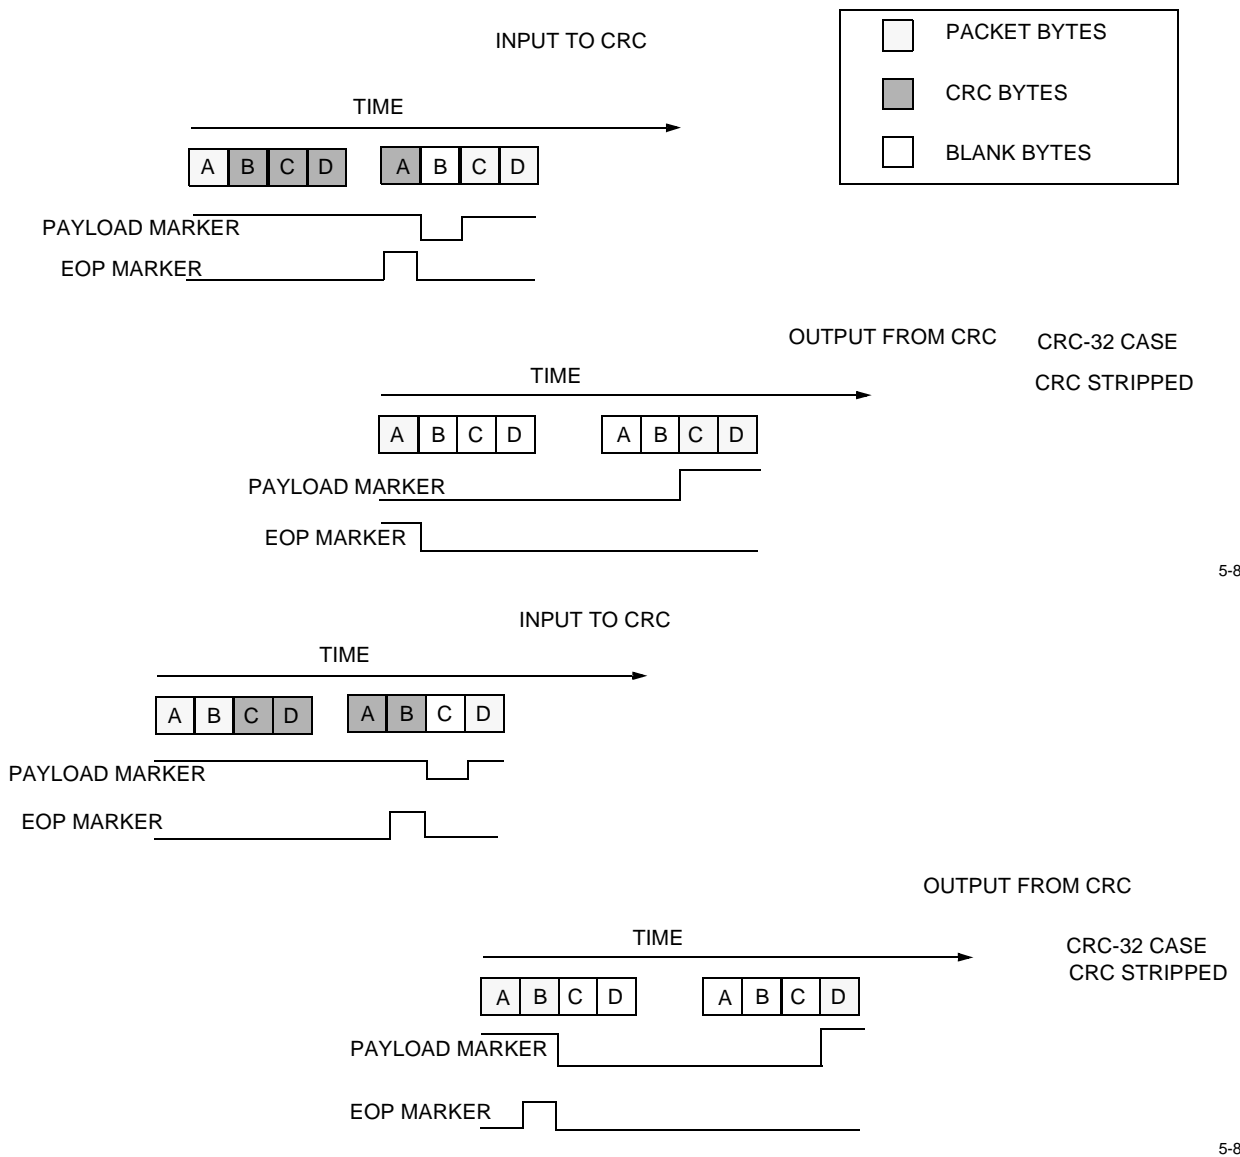 INPUT TO CRC
PACKET BYTES
CRC BYTES
BLANK BYTES
TIME
A B C D A B C D
PAYLOAD MARKER
EOP MARKER
OUTPUT FROM CRC
CRC-32 CASE
CRC STRIPPED
TIME
A B C D A B C D
PAYLOAD MARKER
EOP MARKER
5-8
INPUT TO CRC
TIME
A B C D A B C D
PAYLOAD MARKER
EOP MARKER
OUTPUT FROM CRC
TIME
CRC-32 CASE
CRC STRIPPED
A B C D A B C D
PAYLOAD MARKER
EOP MARKER
5-8